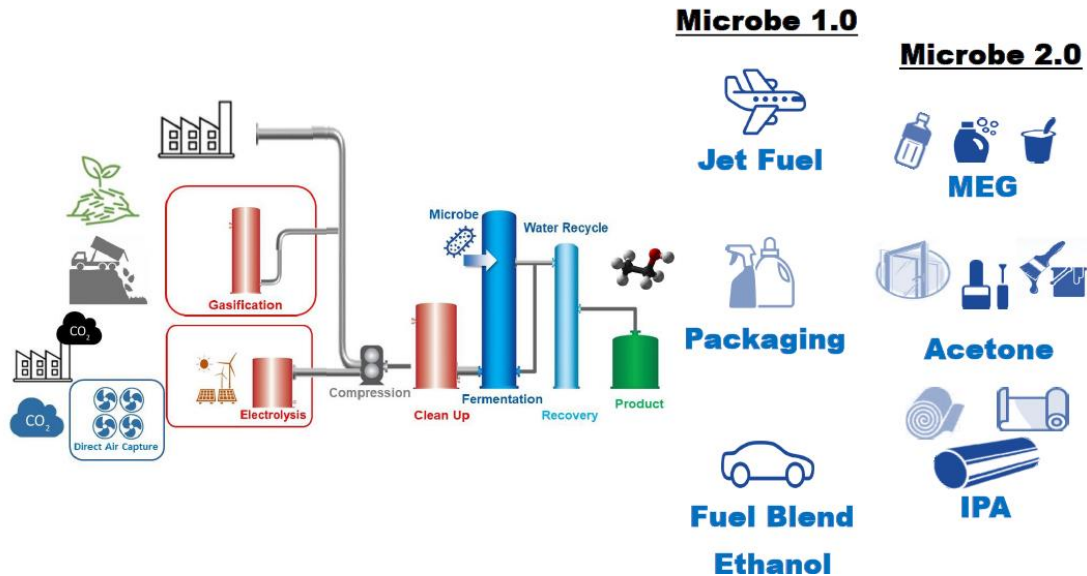 Microbe 1.0
Microbe 2.0
Jet Fuel
MEG
Microbe
Water Recycle
Gasification
CO2
Packaging
Acetone
Compression
Electrolysis
Clean Up
Fermentation
Recovery
Product
CO2
Direct Air Capture
Fuel Blend
Ethanol
IPA